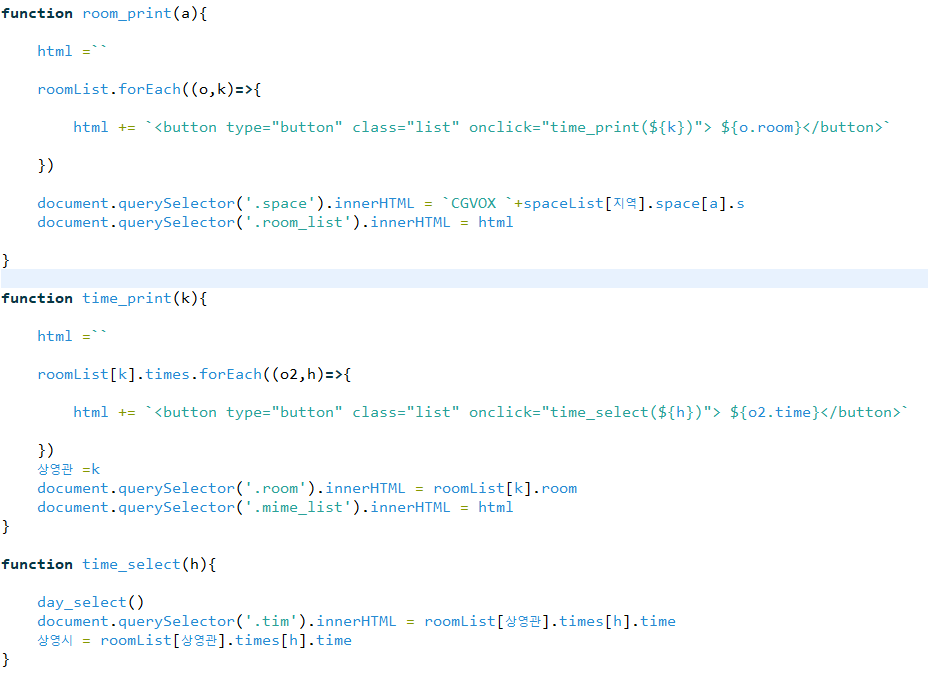 function room_print(a){
html =``
roomList.forEach((o,k)=>{
html += `<button type="button" class="list" onclick="time_print(${k})"> ${o.room}</button>`
})
document.querySelector('.space').innerHTML = `CGVOX `+spaceList[지역].space[a].s
document.querySelector('.room_list').innerHTML = html
}
function time_print(k){
html =``
roomList[k].times.forEach((o2,h)=>{
html += `<button type="button" class="list" onclick="time_select(${h})"> ${o2.time}</button>`
})
상영관 =k
document.querySelector('.room').innerHTML = roomList[k].room
document.querySelector('.mime_list').innerHTML = html
}
function time_select(h){
day_select()
document.querySelector('.tim').innerHTML = roomList[상영관].times[h].time
상영시 = roomList[상영관].times[h].time
}